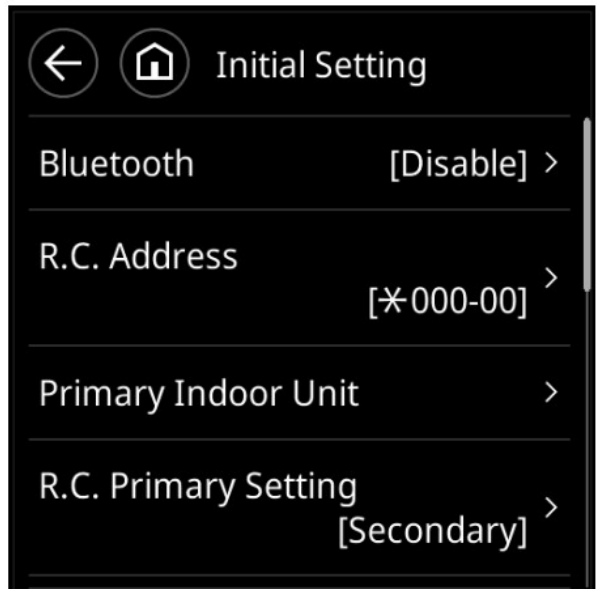 Initial Setting
Bluetooth [Disable]
R.C. Address
[✳000-00]
Primary Indoor Unit
R.C. Primary Setting
[Secondary]